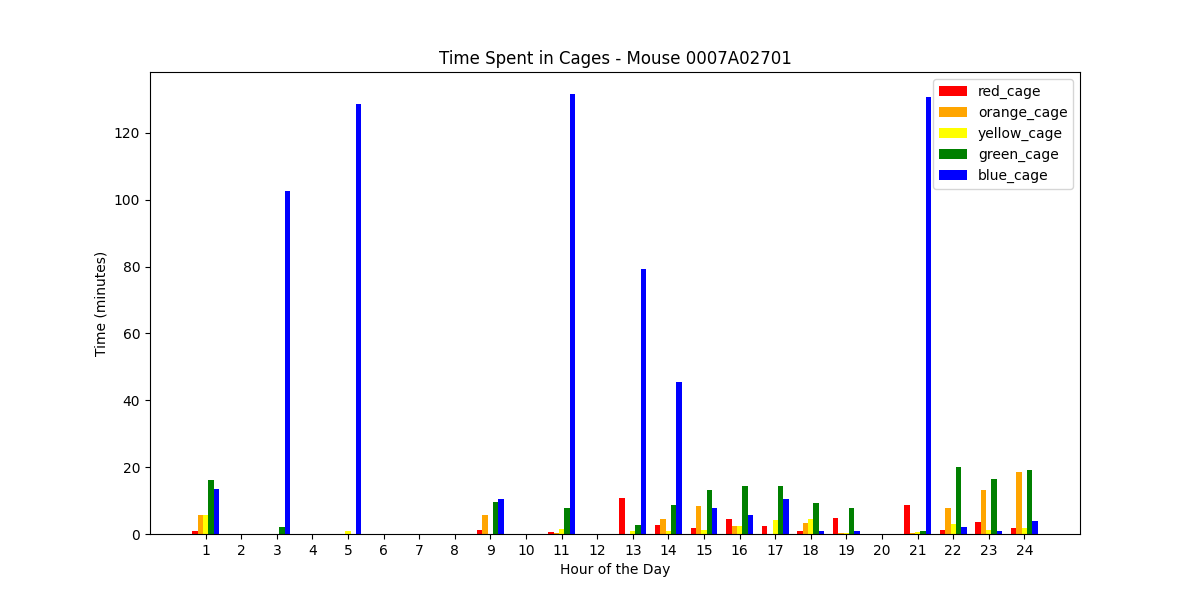 Time Spent in Cages - Mouse 0007A02701
red_cage
orange_cage
yellow_cage
green_cage
blue_cage
120
100
80
60
40
20
0
Time (minutes)
1 2 3 4 5 6 7 8 9 10 11 12 13 14 15 16 17 18 19 20 21 22 23 24
Hour of the Day